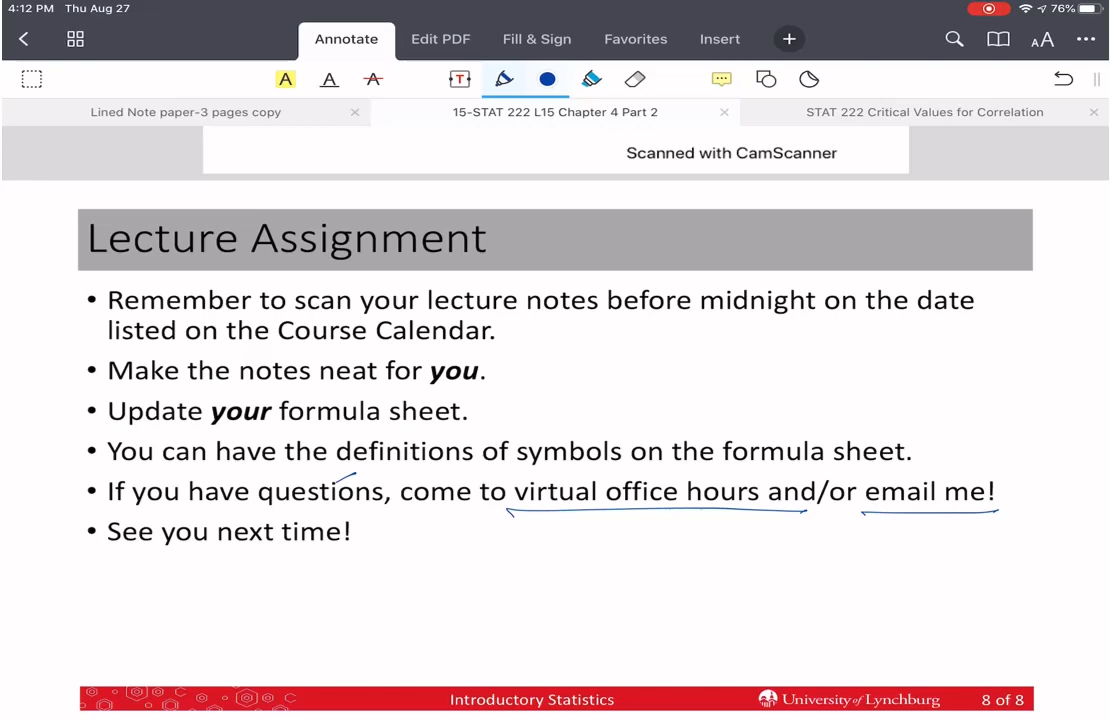 4:12 PM Thu Aug 27 76%
Annotate Edit PDF Fill & Sign Favorites Insert AA
A A A T
Lined Note paper-3 pages copy 15-STAT 222 L15 Chapter 4 Part 2 STAT 222 Critical Values for Correlation
Scanned with CamScanner
Lecture Assignment
• Remember to scan your lecture notes before midnight on the date
listed on the Course Calendar.
• Make the notes neat for you.
• Update your formula sheet.
• You can have the definitions of symbols on the formula sheet.
• If you have questions, come to virtual office hours and/or email me!
• See you next time!
Introductory Statistics University of Lynchburg 8 of 8